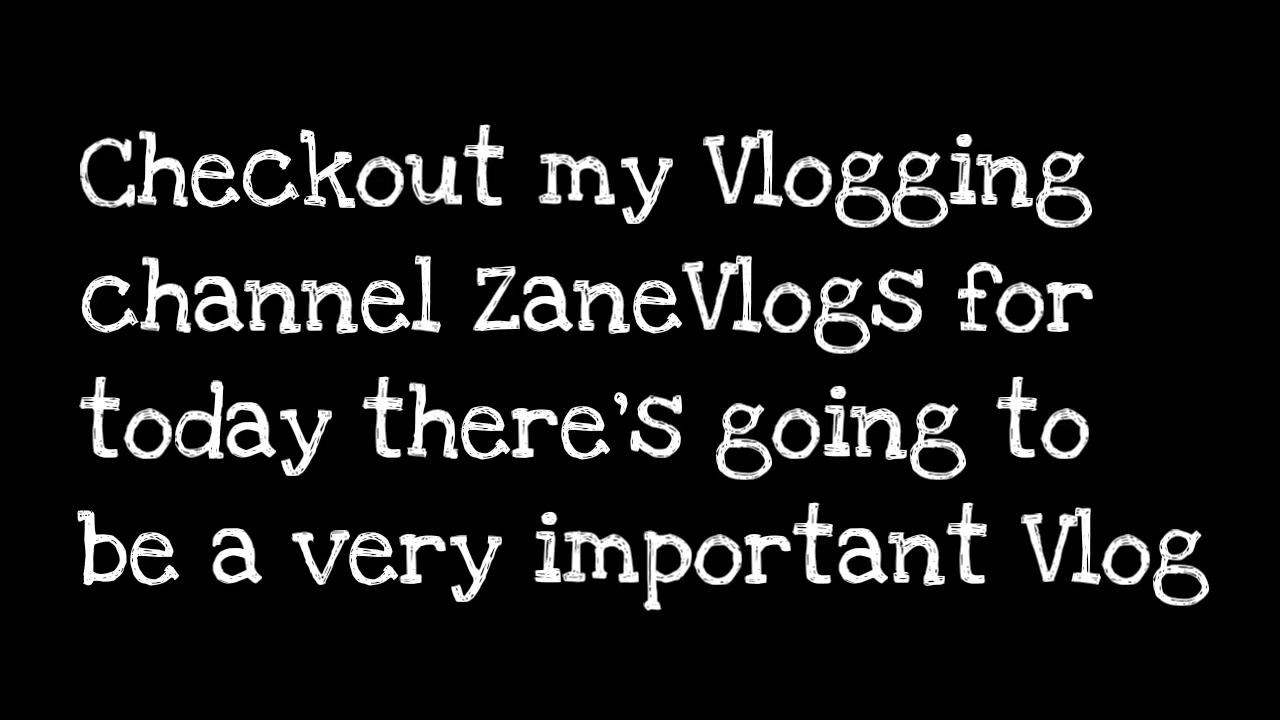 Checkout my Vlogging
channel ZaneVlogs for
today there's going to
be a very important Vlog